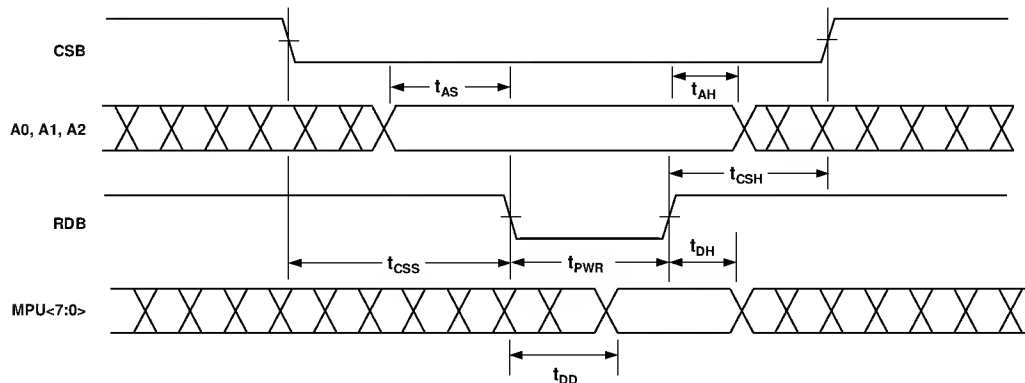 CSB
tAS
tAH
A0, A1, A2
tCSH
RDB
tCSS
tPWR
tDH
MPU<7:0>
tDD